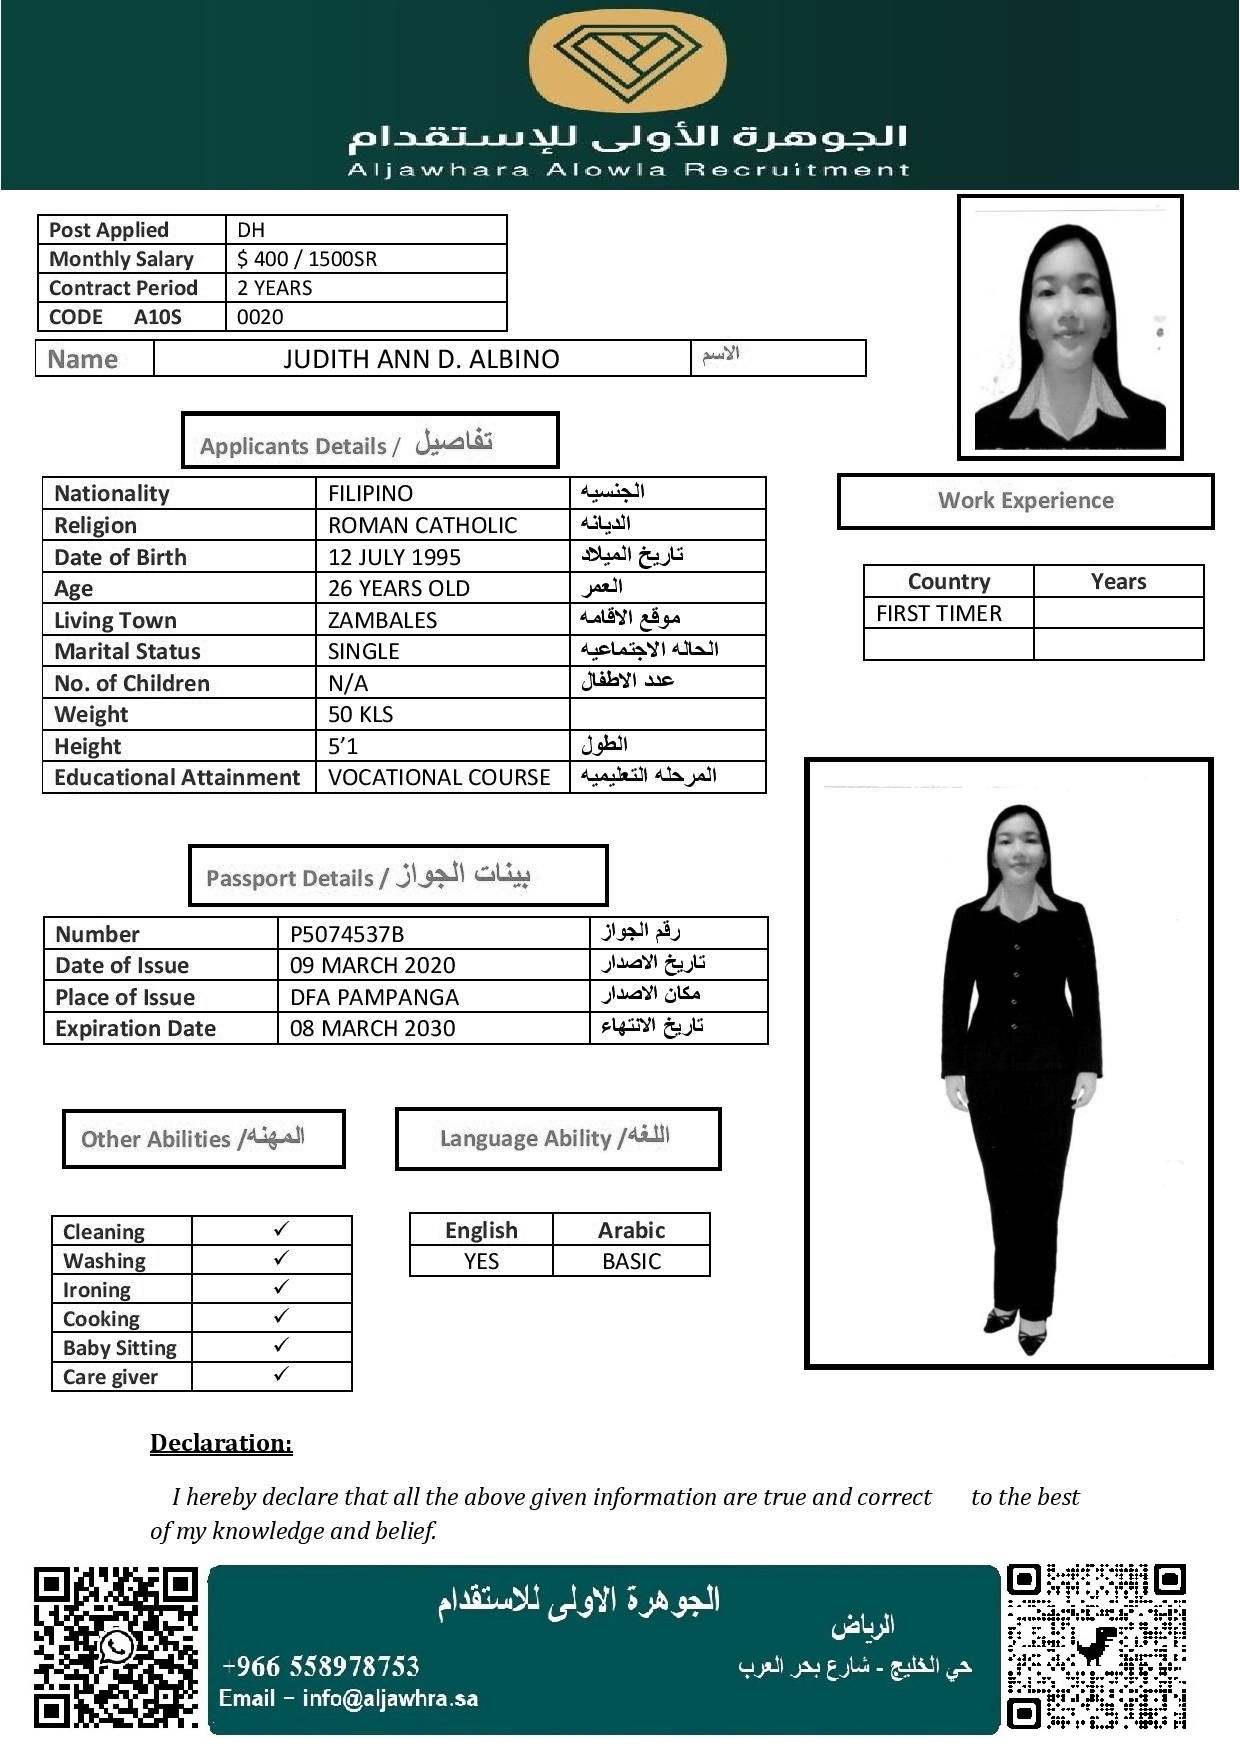 الجوهرة الأولى للإستقدام
Aljawhara Alowla Recruitment
Post Applied DH
Monthly Salary $ 400 / 1500SR
Contract Period 2 YEARS
CODE A10S 0020
Name JUDITH ANN D. ALBINO الاسم
Applicants Details / تفاصيل
Nationality FILIPINO الجنسيه
Religion ROMAN CATHOLIC الديانه
Date of Birth 12 JULY 1995 تاريخ الميلاد
Age 26 YEARS OLD العمر
Living Town ZAMBALES موقع الاقامه
Marital Status SINGLE الحاله الاجتماعيه
No. of Children N/A عدد الاطفال
Weight 50 KLS
Height 5’1 الطول
Educational Attainment VOCATIONAL COURSE المرحله التعليميه
Work Experience
Country Years
FIRST TIMER
Passport Details / بينات الجواز
Number P5074537B رقم الجواز
Date of Issue 09 MARCH 2020 تاريخ الاصدار
Place of Issue DFA PAMPANGA مكان الاصدار
Expiration Date 08 MARCH 2030 تاريخ الانتهاء
Other Abilities /المهنه
Cleaning ✓
Washing ✓
Ironing ✓
Cooking ✓
Baby Sitting ✓
Care giver ✓
Language Ability /اللغه
English Arabic
YES BASIC
Declaration:
I hereby declare that all the above given information are true and correct to the best
of my knowledge and belief.
الجوهرة الاولى للاستقدام
الرياض
حي الخليج - شارع بحر العرب
+966 558978753
Email – info@aljawhra.sa